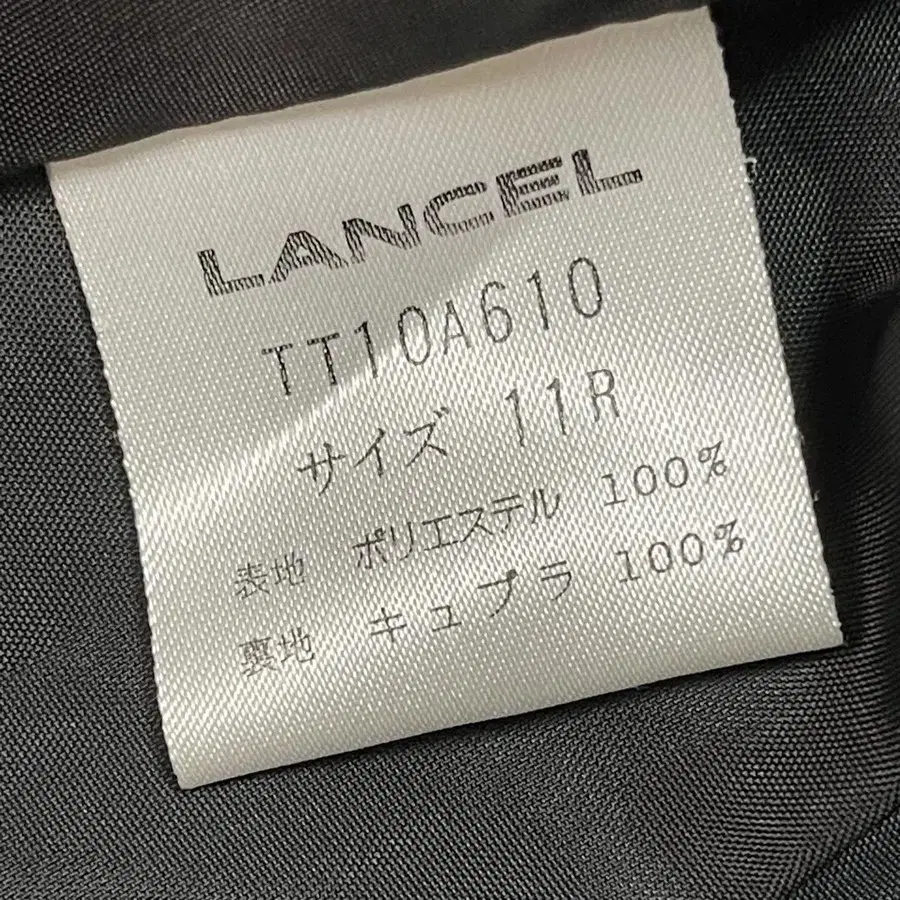 LANCEL
TT10A610
サイズ 11R
表地 ポリエステル 100%
裏地 キュプラ 100%